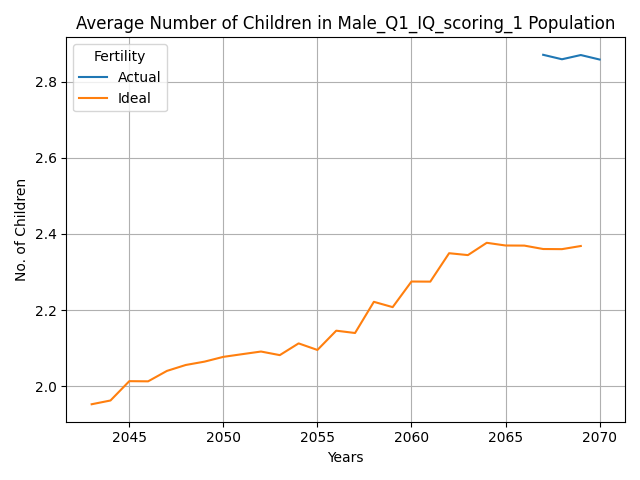 Average Number of Children in Male_Q1_IQ_scoring_1 Population
Fertility
Actual
Ideal
No. of Children
2.8
2.6
2.4
2.2
2.0
2045 2050 2055 2060 2065 2070
Years